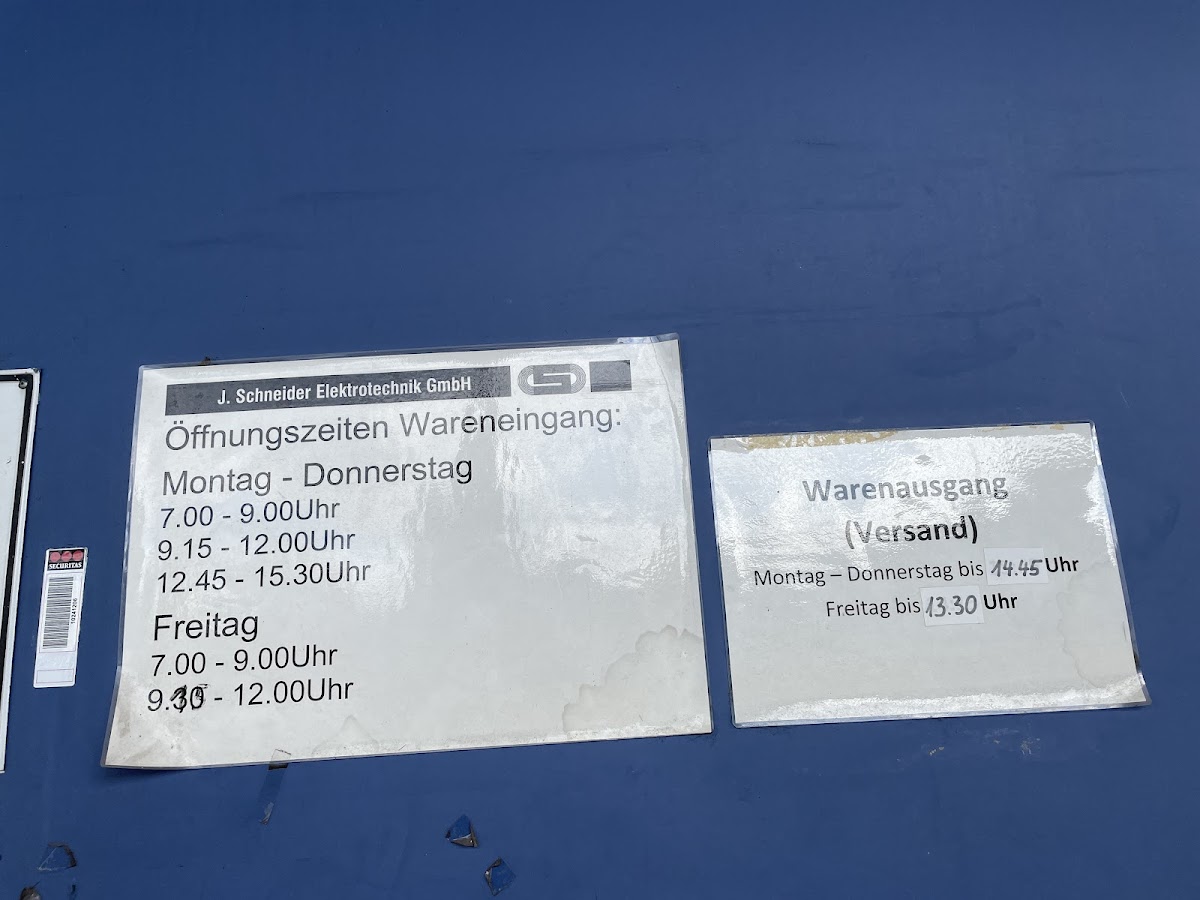 J. Schneider Elektrotechnik GmbH
Öffnungszeiten Wareneingang:
Montag - Donnerstag
7.00 - 9.00Uhr
9.15 - 12.00Uhr
12.45 - 15.30Uhr
Freitag
7.00 - 9.00Uhr
9.15 - 12.00Uhr
Warenausgang
(Versand)
Montag – Donnerstag bis 14.45 Uhr
Freitag bis 13.30 Uhr
SECURITAS
10241206